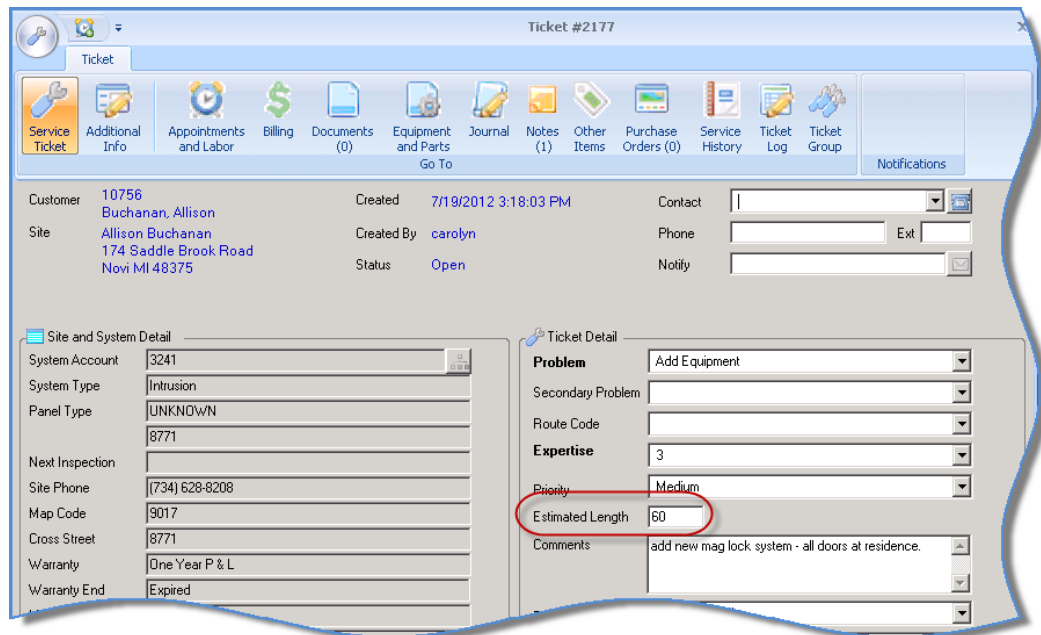 Ticket #2177
X
Ticket
Service Ticket
Additional Info
Appointments and Labor
Billing
Documents (0)
Equipment and Parts
Journal
Notes (1)
Other Items
Purchase Orders (0)
Service History
Ticket Log
Ticket Group
Go To
Notifications
Customer 10756
Buchanan, Allison
Site Allison Buchanan
174 Saddle Brook Road
Novi MI 48375
Created 7/19/2012 3:18:03 PM
Created By carolyn
Status Open
Contact
Phone Ext
Notify
Site and System Detail
System Account 3241
System Type Intrusion
Panel Type UNKNOWN
8771
Next Inspection
Site Phone (734) 628-8208
Map Code 9017
Cross Street 8771
Warranty One Year P & L
Warranty End Expired
Ticket Detail
Problem Add Equipment
Secondary Problem
Route Code
Expertise 3
Priority Medium
Estimated Length 60
Comments add new mag lock system - all doors at residence.